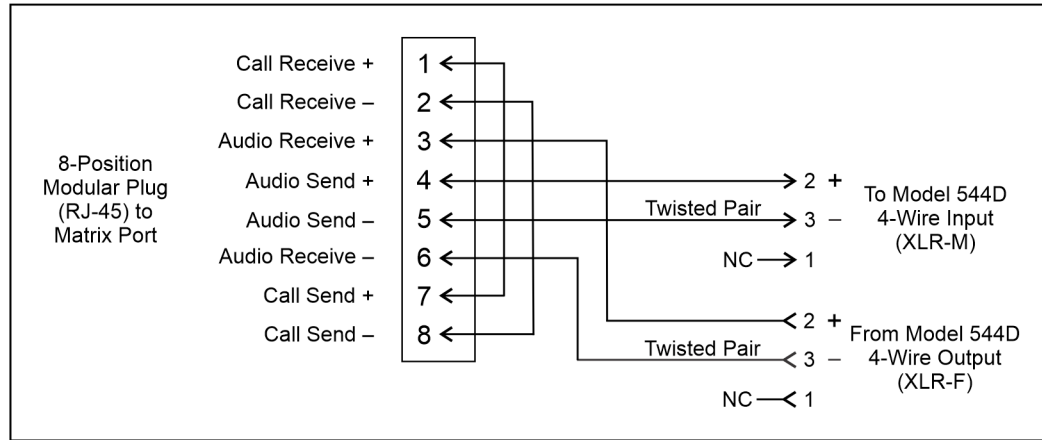 8-Position
Modular Plug
(RJ-45) to
Matrix Port
Call Receive +
Call Receive –
Audio Receive +
Audio Send +
Audio Send –
Audio Receive –
Call Send +
Call Send –
1
2
3
4
5
6
7
8
Twisted Pair
2 +
3 –
NC 1
To Model 544D
4-Wire Input
(XLR-M)
Twisted Pair
2 +
3 –
NC 1
From Model 544D
4-Wire Output
(XLR-F)